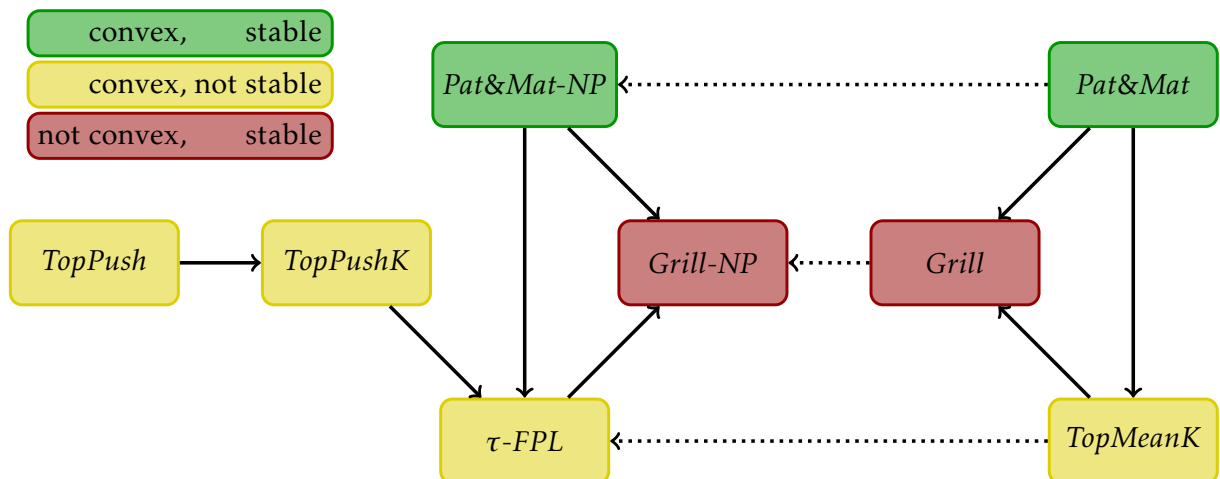 convex, stable
convex, not stable
not convex, stable
Pat&Mat-NP
Pat&Mat
TopPush
TopPushK
Grill-NP
Grill
τ-FPL
TopMeanK